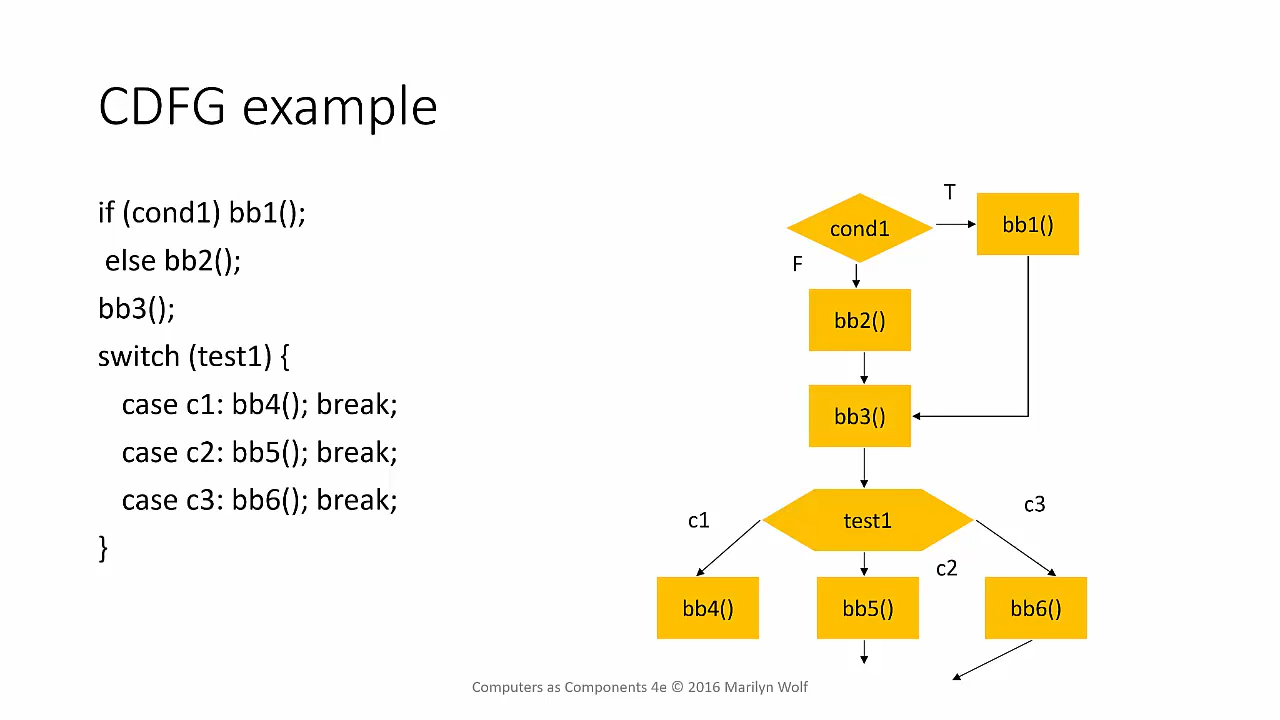 CDFG example
if (cond1) bb1();
else bb2();
bb3();
switch (test1) {
case c1: bb4(); break;
case c2: bb5(); break;
case c3: bb6(); break;
}
T
cond1
bb1()
F
bb2()
bb3()
c1
test1
c3
c2
bb4()
bb5()
bb6()
Computers as Components 4e © 2016 Marilyn Wolf